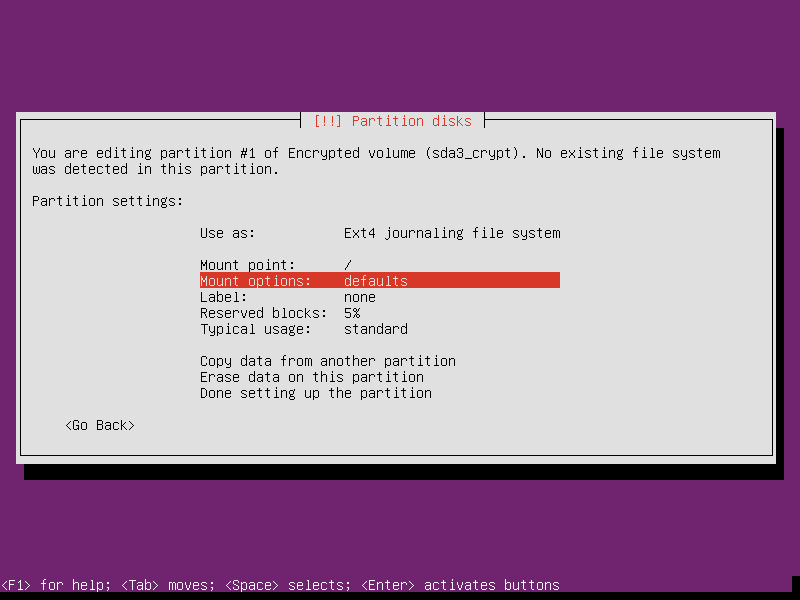 [!!] Partition disks
You are editing partition #1 of Encrypted volume (sda3_crypt). No existing file system
was detected in this partition.
Partition settings:
Use as: Ext4 journaling file system
Mount point: /
Mount options: defaults
Label: none
Reserved blocks: 5%
Typical usage: standard
Copy data from another partition
Erase data on this partition
Done setting up the partition
<Go Back>
<F1> for help; <Tab> moves; <Space> selects; <Enter> activates buttons